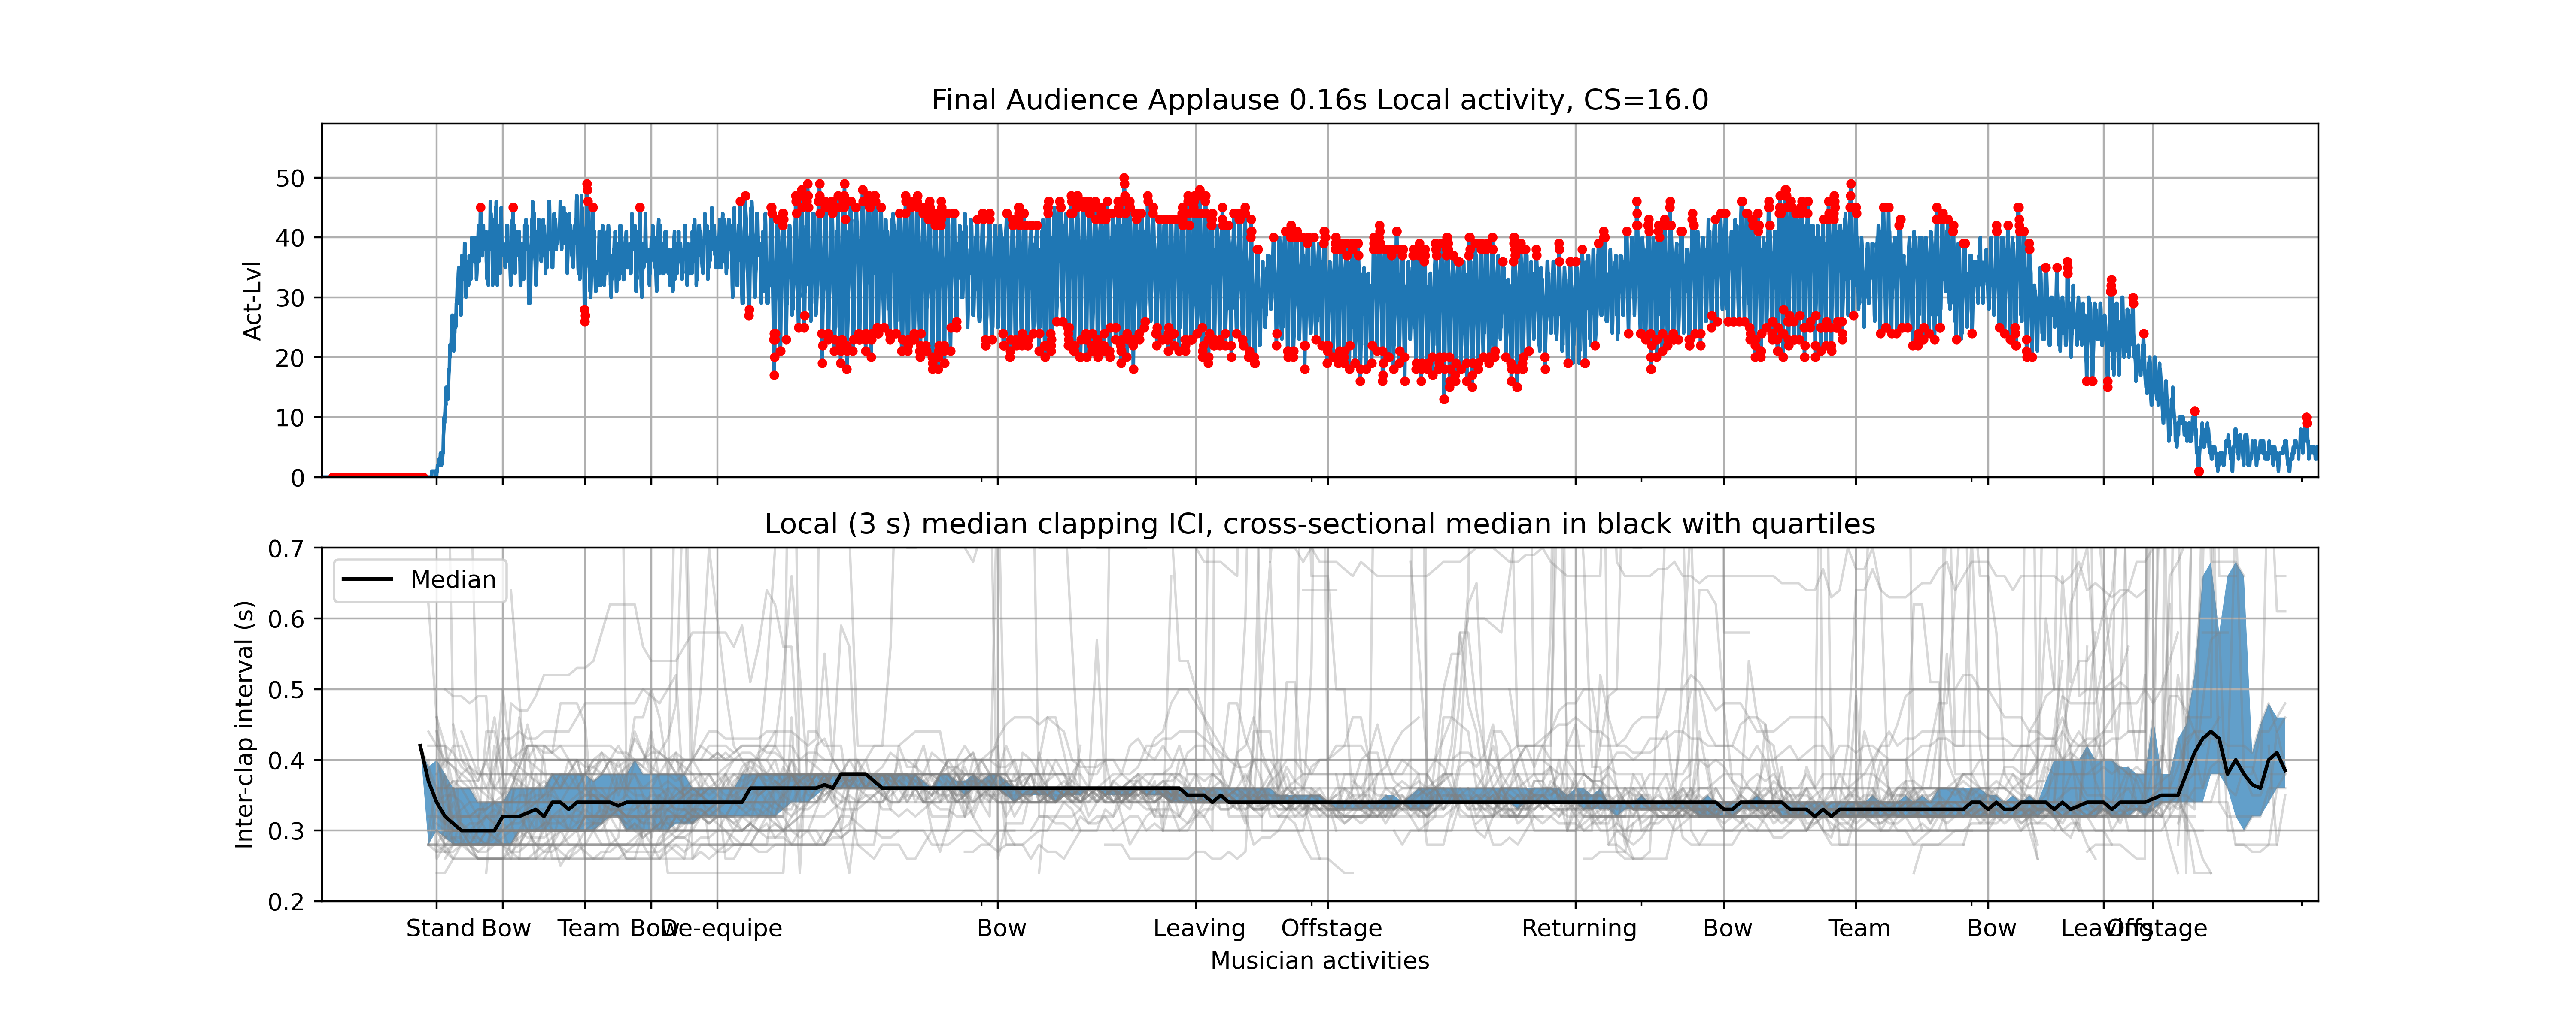 Final Audience Applause 0.16s Local activity, CS=16.0
Act-Lvl
50
40
30
20
10
0
Local (3 s) median clapping ICI, cross-sectional median in black with quartiles
Median
Inter-clap interval (s)
0.7
0.6
0.5
0.4
0.3
0.2
Stand Bow Team Bow De-equipe Bow Leaving Offstage Returning Bow Team Bow Leaving Offstage
Musician activities